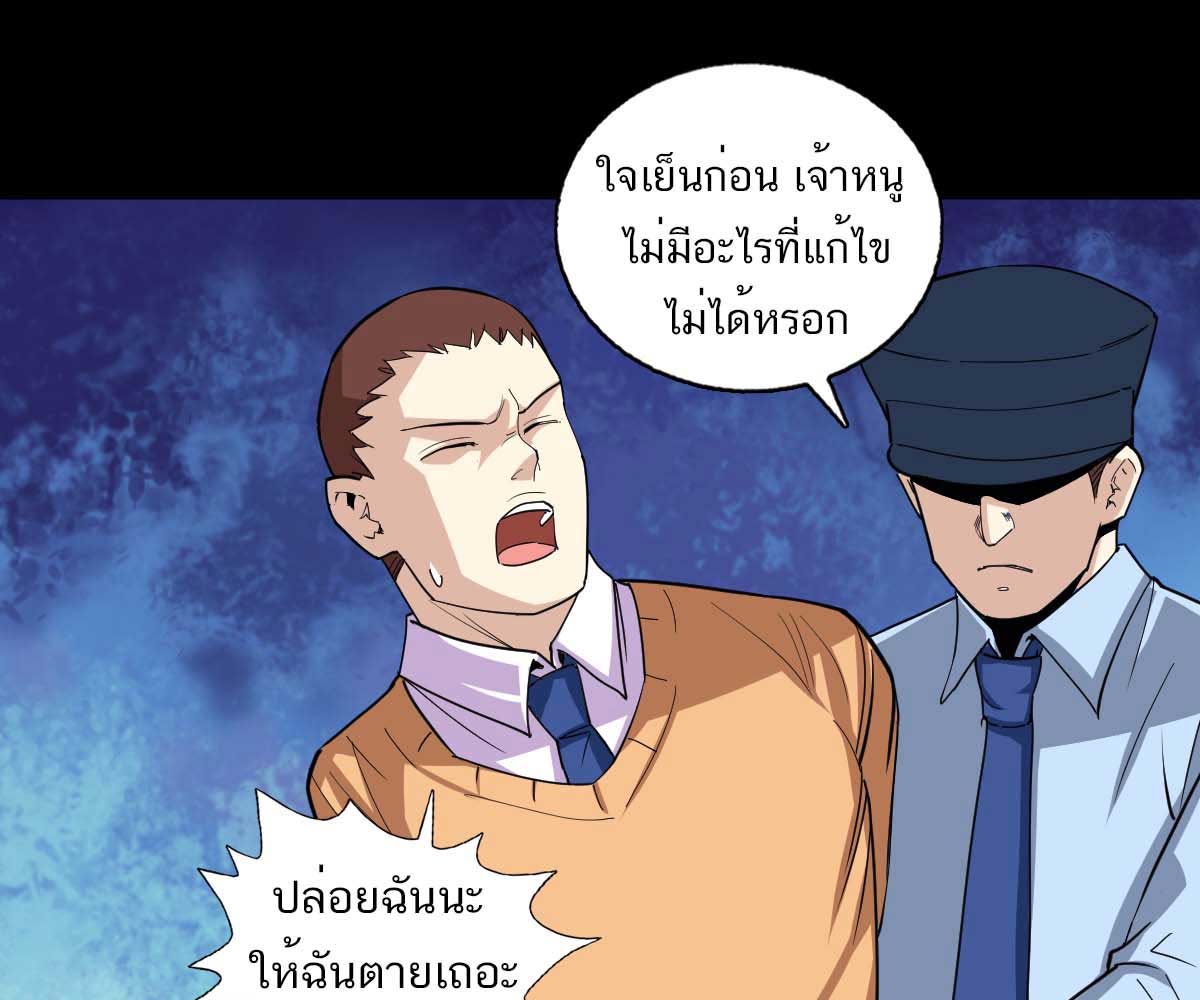 ใจเย็นก่อน เจ้าหนู
ไม่มีอะไรที่แก้ไข
ไม่ได้หรอก
ปล่อยฉันนะ
ให้ฉันตายเถอะ